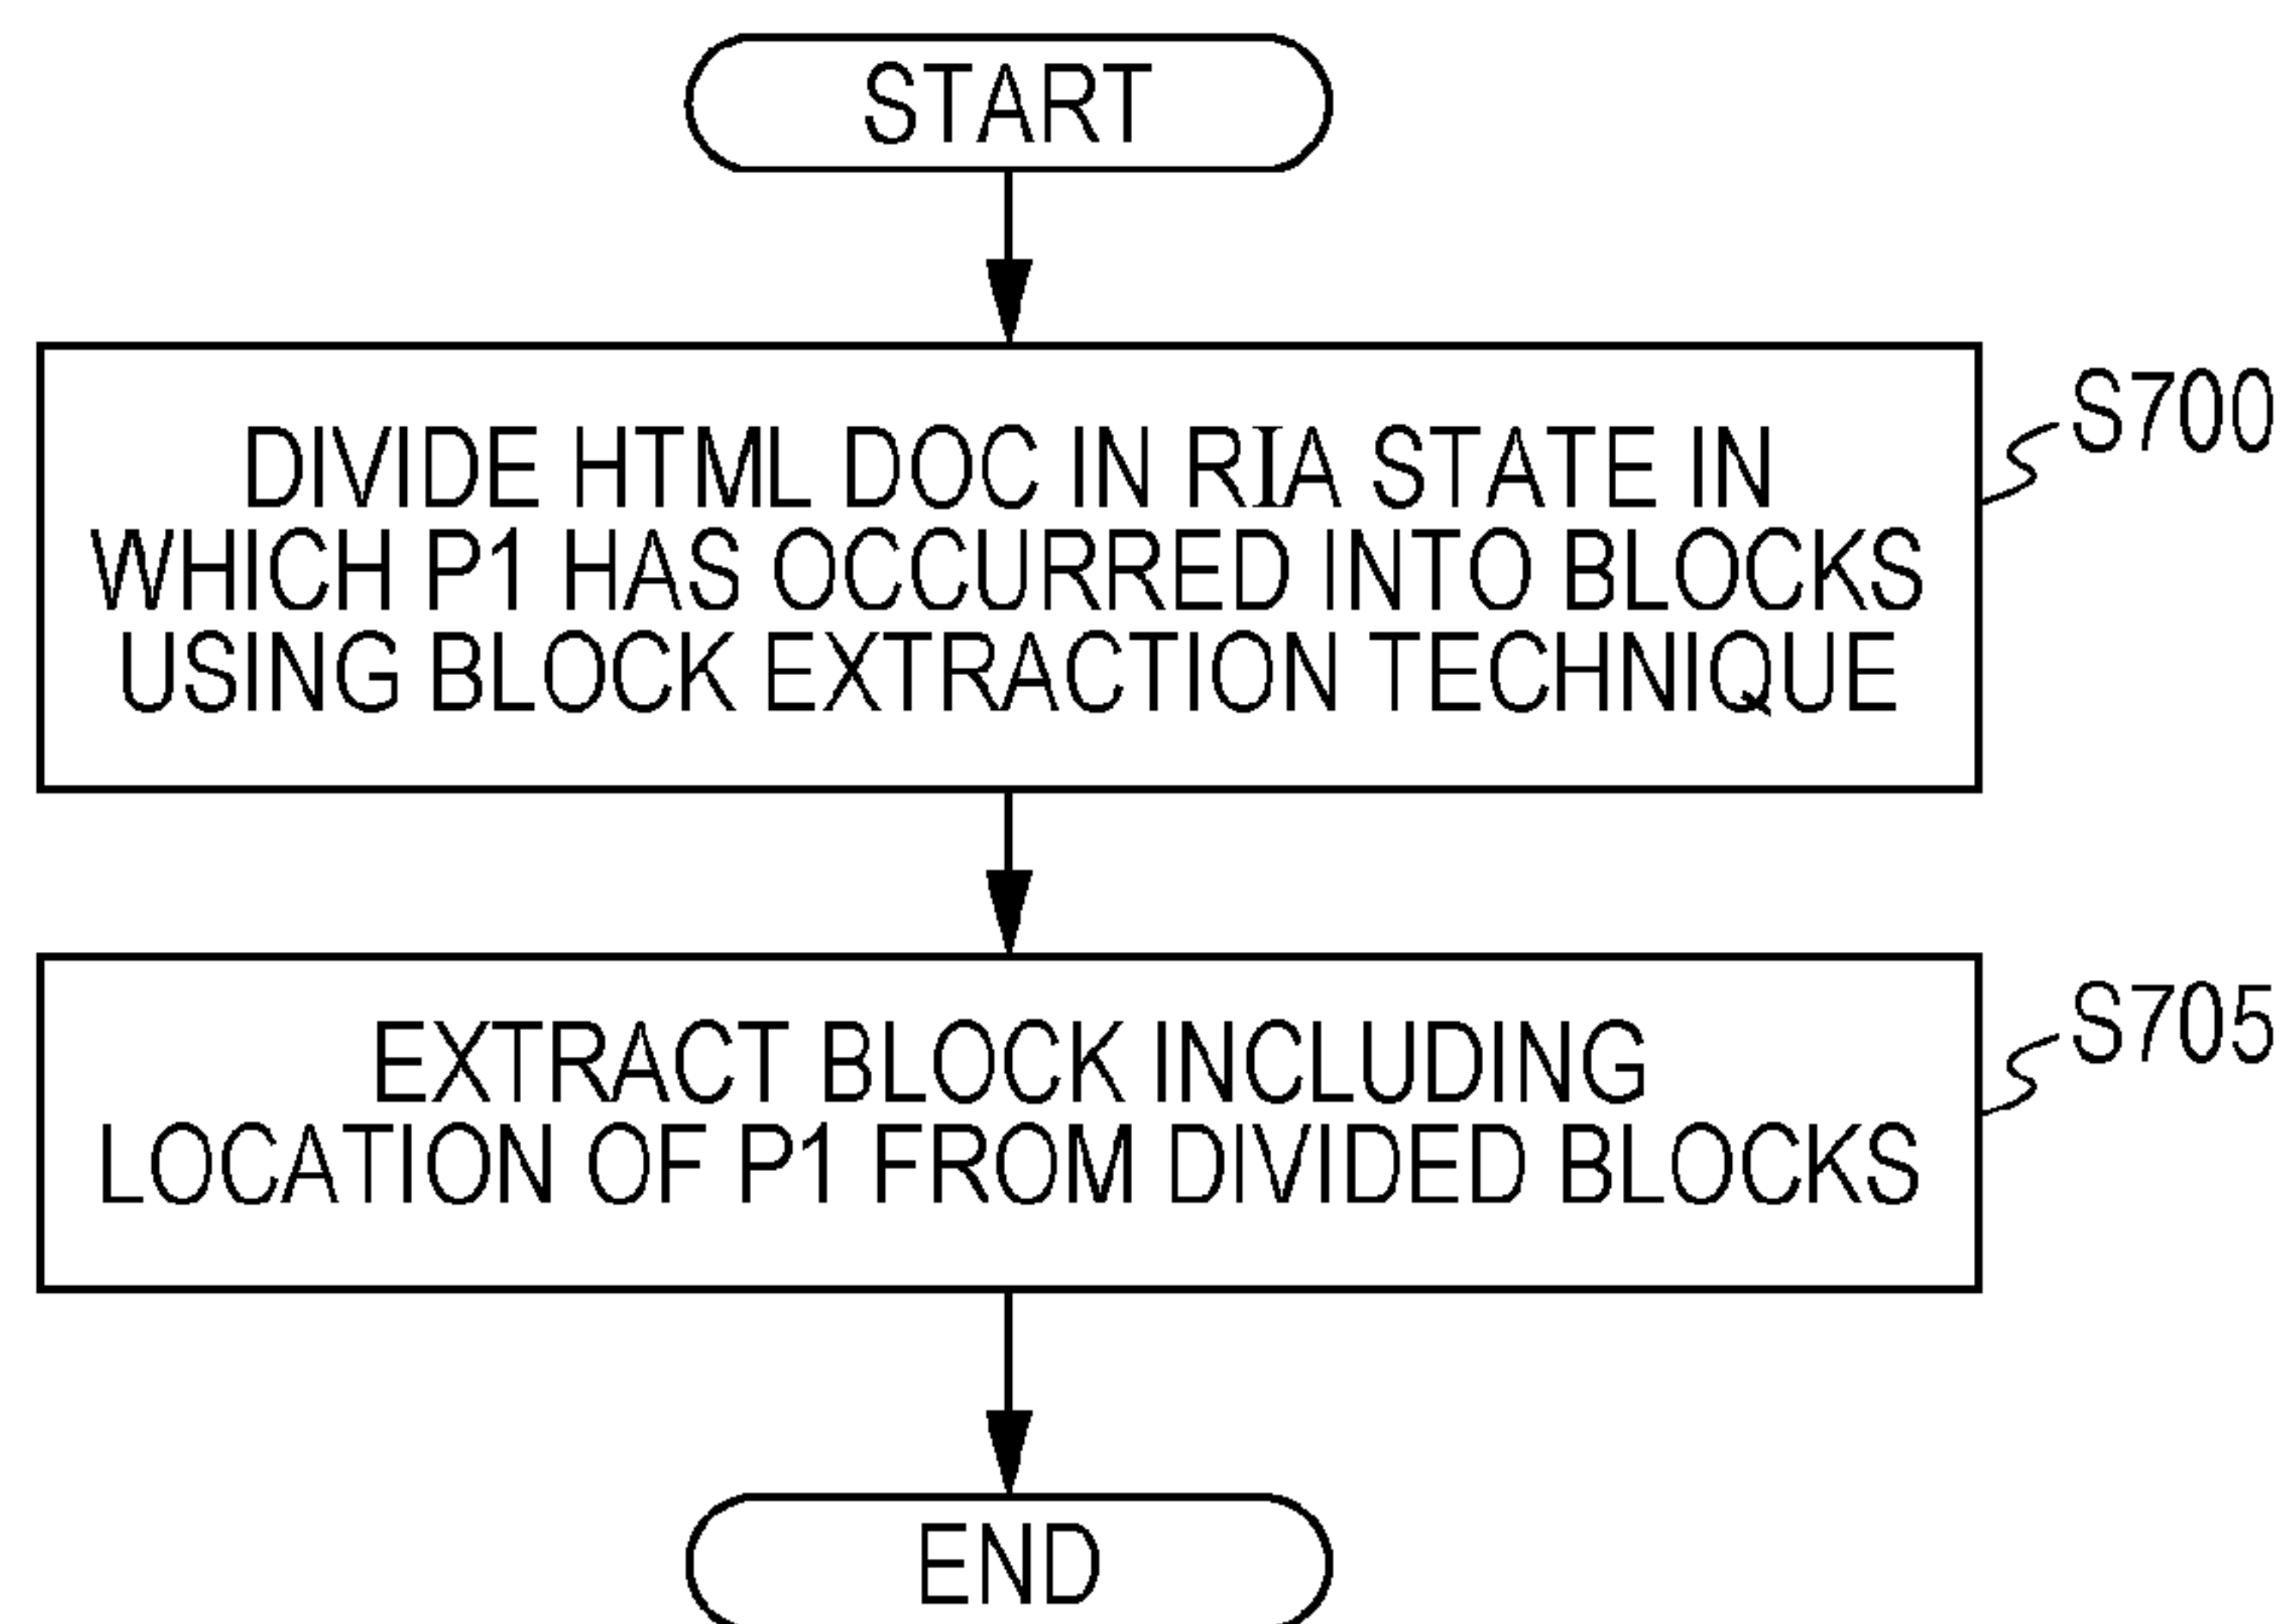 START
DIVIDE HTML DOC IN RIA STATE IN
WHICH P1 HAS OCCURRED INTO BLOCKS
USING BLOCK EXTRACTION TECHNIQUE
S700
EXTRACT BLOCK INCLUDING
LOCATION OF P1 FROM DIVIDED BLOCKS
S705
END